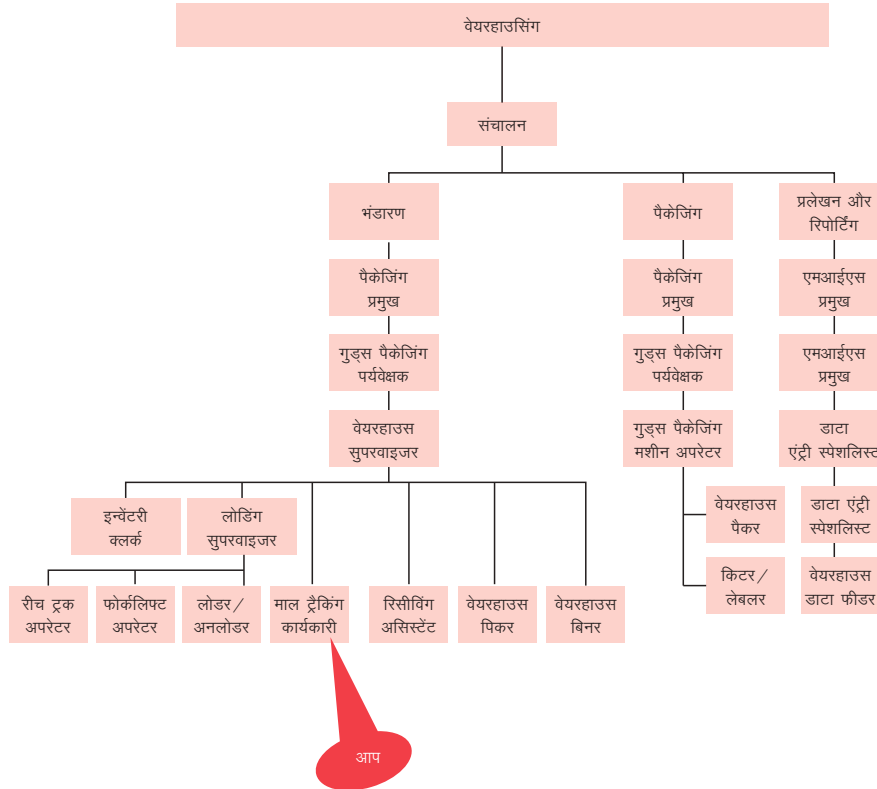 वेयरहाउसिंग
संचालन
भंडारण
पैकेजिंग
प्रलेखन और
रिपोर्टिंग
पैकेजिंग
प्रमुख
पैकेजिंग
प्रमुख
एमआईएस
प्रमुख
गुड्स पैकेजिंग
पर्यवेक्षक
गुड्स पैकेजिंग
पर्यवेक्षक
एमआईएस
प्रमुख
वेयरहाउस
सुपरवाइजर
गुड्स पैकेजिंग
मशीन अपरेटर
डाटा
एंट्री स्पेशलिस्ट
इन्वेंटरी
क्लर्क
लोडिंग
सुपरवाइजर
वेयरहाउस
पैकर
डाटा एंट्री
स्पेशलिस्ट
रीच ट्रक
अपरेटर
फोर्कलिफ्ट
अपरेटर
लोडर/
अनलोडर
माल ट्रैकिंग
कार्यकारी
रिसीविंग
असिस्टेंट
वेयरहाउस
पिकर
वेयरहाउस
बिनर
किटर/
लेबलर
वेयरहाउस
डाटा फीडर
आप